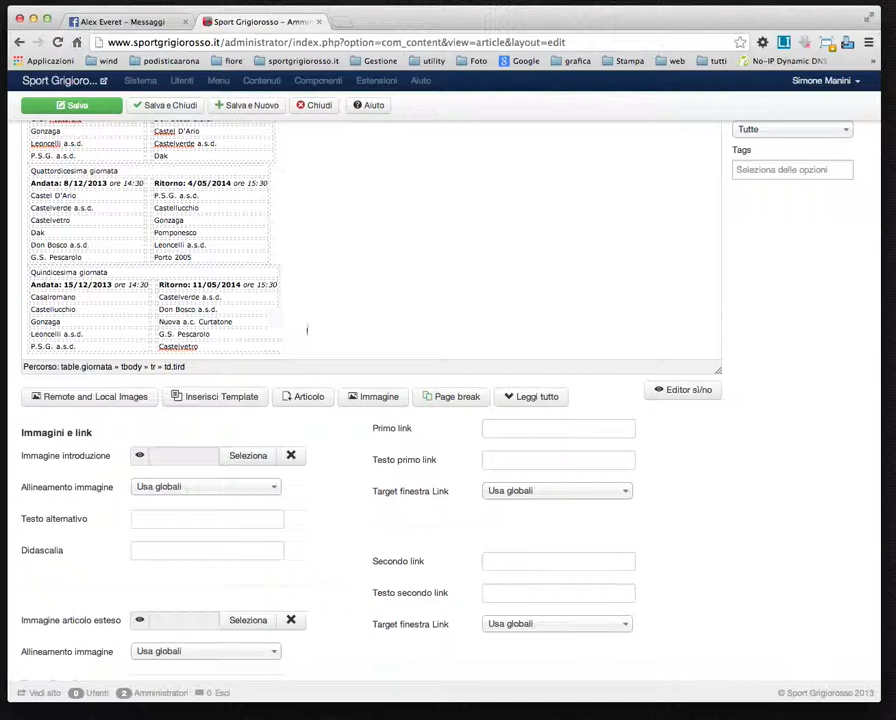 Alex Everet – Messaggi
Sport Grigiorosso – Ammin
www.sportgrigiorosso.it/administrator/index.php?option=com_content&view=article&layout=edit
Applicazioni wind podisticaarona fiore sportgrigiorosso.it Gestione utility Foto Google grafica Stampa web tutti No-IP Dynamic DNS
Sport Grigioro... Sistema Utenti Menu Contenuti Componenti Estensioni Aiuto Simone Manini
Salva Salva e Chiudi Salva e Nuovo Chiudi Aiuto
Tutte
Gonzaga Castel D'Ario
Leoncelli a.s.d. Castelverde a.s.d.
Tags
P.S.G. a.s.d. Dak
Seleziona delle opzioni
Quattordicesima giornata
Andata: 8/12/2013 ore 14:30 Ritorno: 4/05/2014 ore 15:30
Castel D'Ario P.S.G. a.s.d.
Castelverde a.s.d. Castellucchio
Castelvetro Gonzaga
Dak Pomponesco
Don Bosco a.s.d Leoncelli a.s.d.
G.S. Pescarolo Porto 2005
Quindicesima giornata
Andata: 15/12/2013 ore 14:30 Ritorno: 11/05/2014 ore 15:30
Casalromano Castelverde a.s.d.
Castellucchio Don Bosco a.s.d.
Gonzaga Nuova a.c. Curtatone
Leoncelli a.s.d. G.S. Pescarolo
P.S.G. a.s.d. Castelvetro
Percorso: table.giornata » tbody » tr » td.tird
Remote and Local Images Inserisci Template Articolo Immagine Page break Leggi tutto Editor sì/no
Immagini e link
Primo link
Immagine introduzione Seleziona
Testo primo link
Allineamento immagine Usa globali
Target finestra Link Usa globali
Testo alternativo
Didascalia
Secondo link
Testo secondo link
Immagine articolo esteso Seleziona
Target finestra Link Usa globali
Allineamento immagine Usa globali
Vedi sito 0 Utenti 2 Amministratori 0 Esci © Sport Grigiorosso 2013